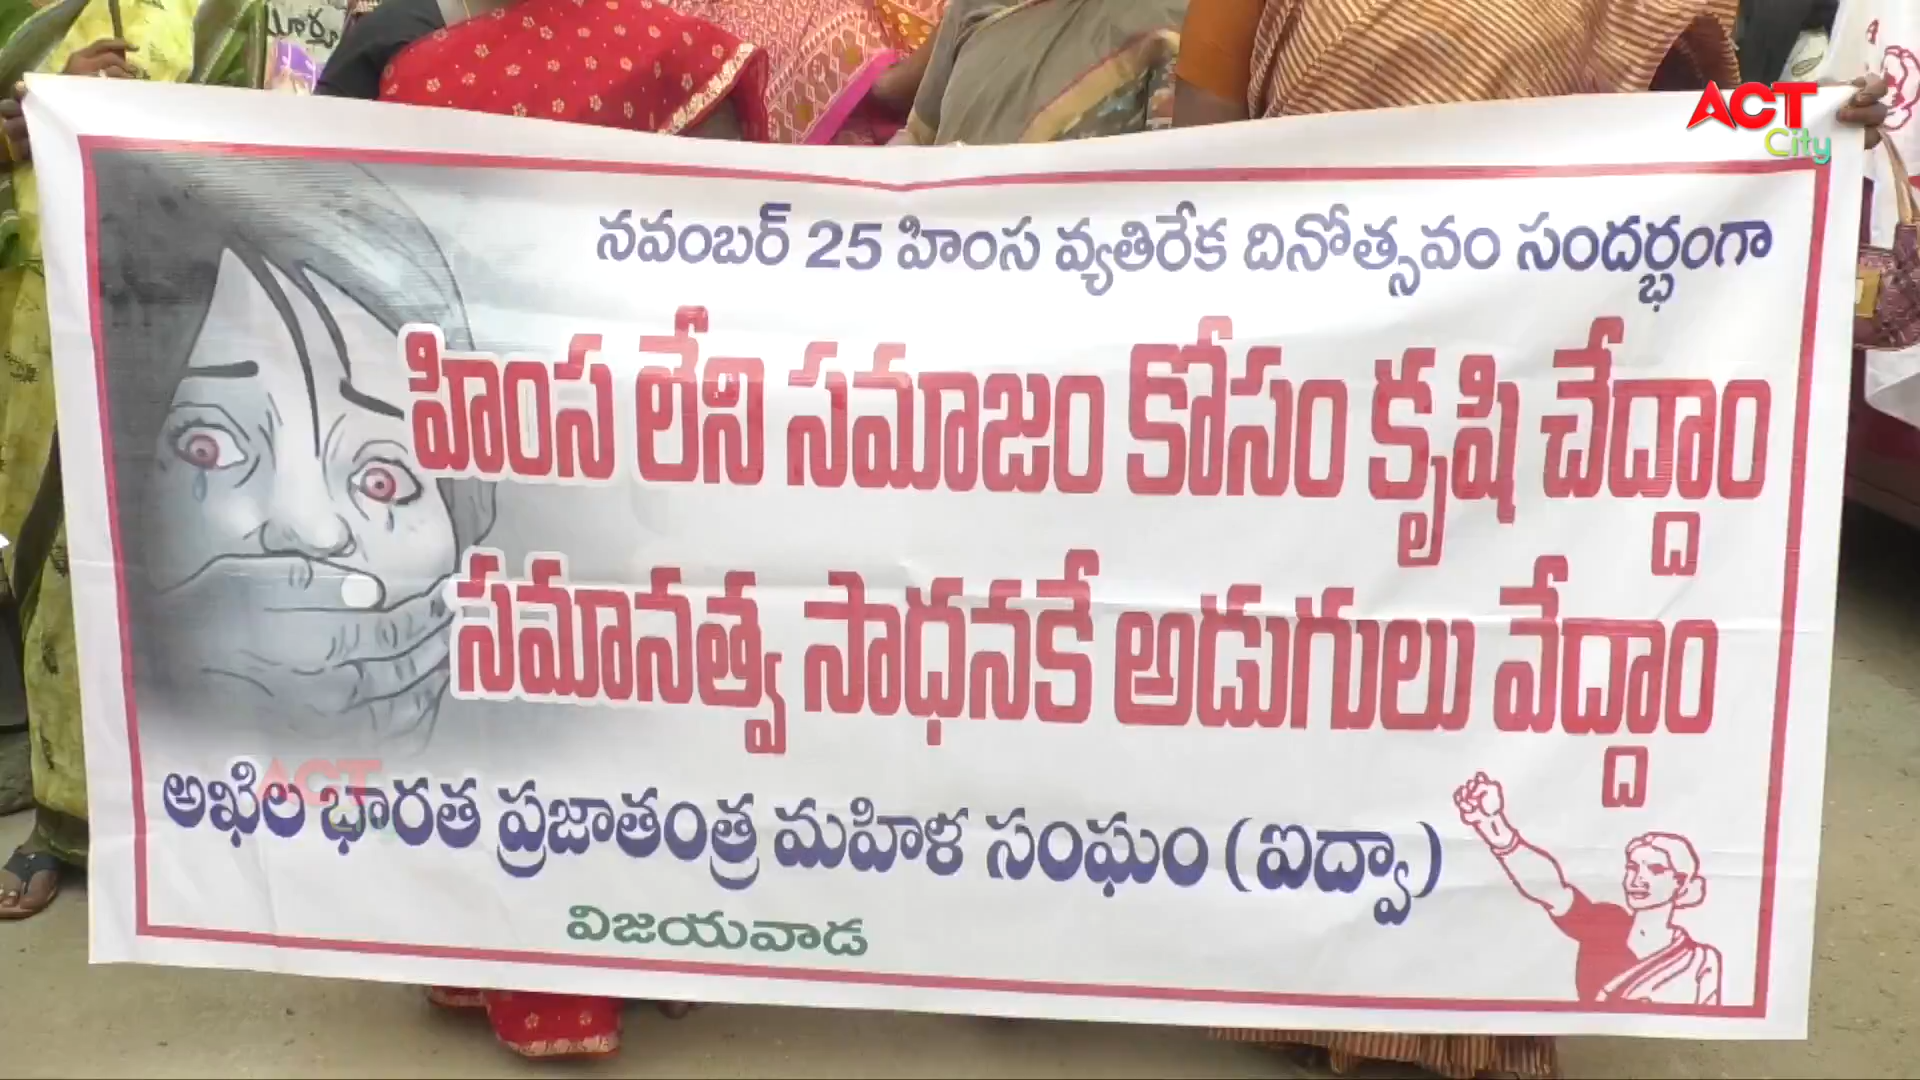 ACT
City
నవంబర్ 25 హింస వ్యతిరేక దినోత్సవం సందర్భంగా
హింస లేని సమాజం కోసం కృషి చేద్దాం
సమానత్వ సాధనకే అడుగులు వేద్దాం
అఖిల భారత ప్రజాతంత్ర మహిళ సంఘం (ఐద్వా)
విజయవాడ